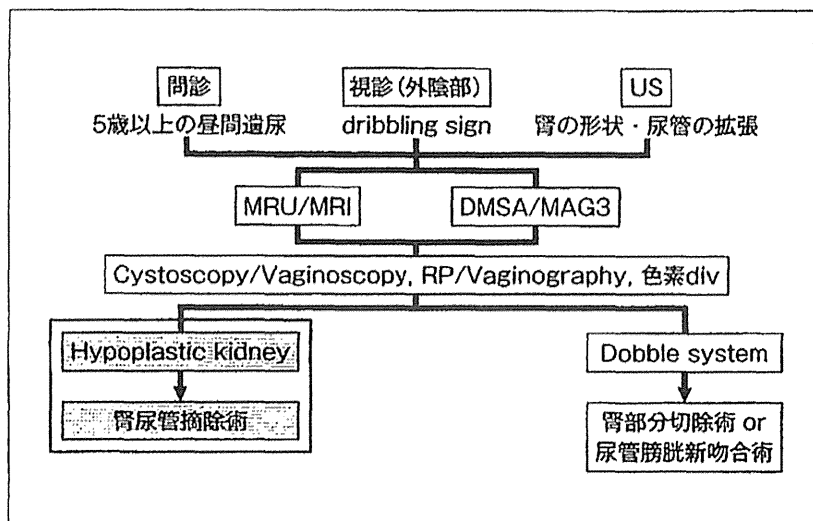 問診
視診(外陰部)
US
5歳以上の昼間遺尿
dribbling sign
腎の形状・尿管の拡張
MRU/MRI
DMSA/MAG3
Cystoscopy/Vaginoscopy, RP/Vaginography, 色素div
Hypoplastic kidney
Dobble system
腎尿管摘除術
腎部分切除術 or
尿管膀胱新吻合術